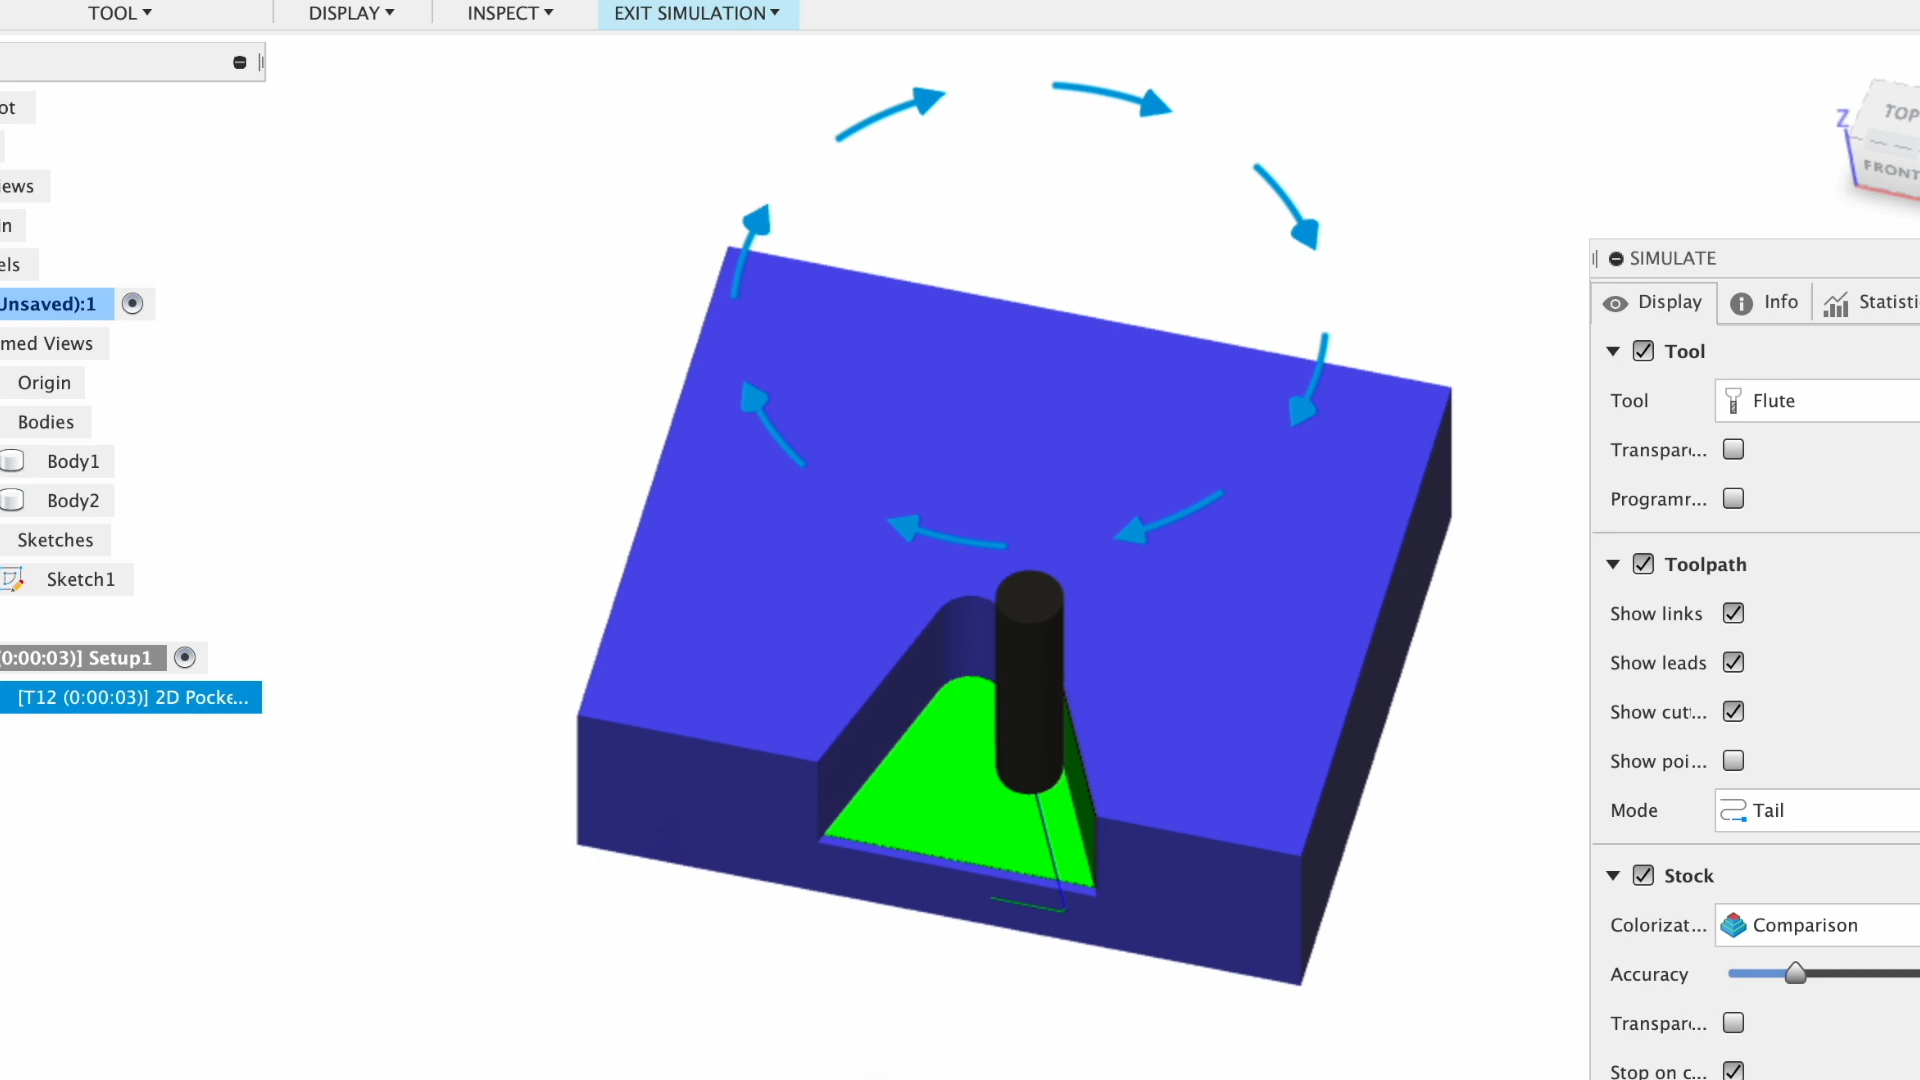 TOOL▼ DISPLAY▼ INSPECT▼ EXIT SIMULATION▼
ot
iews
in
els
Unsaved):1
med Views
Origin
Bodies
Body1
Body2
Sketches
Sketch1
(0:00:03)] Setup1
[T12 (0:00:03)] 2D Pocke...
Z
TOP
FRONT
SIMULATE
Display Info Statisti
Tool
Tool Flute
Transpar...
Programr...
Toolpath
Show links
Show leads
Show cut...
Show poi...
Mode Tail
Stock
Colorizat... Comparison
Accuracy
Transpar...
Stop on c...